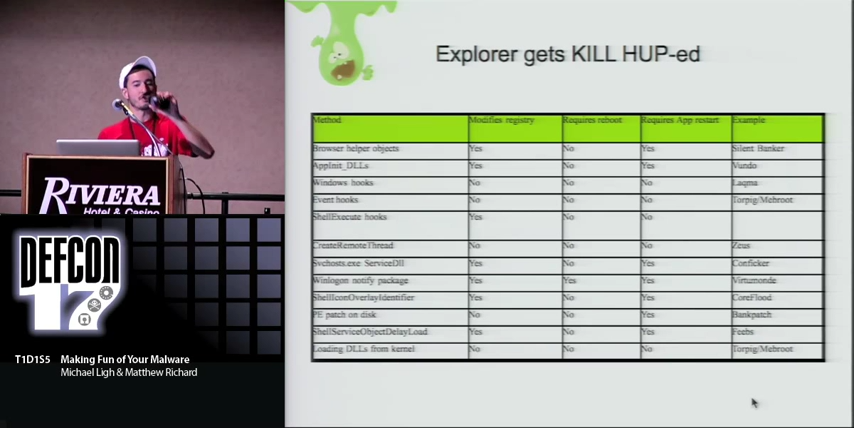 Explorer gets KILL HUP-ed
Method Modifies registry Requires reboot Requires App restart Example
Browser helper objects Yes No Yes Silent Banker
AppInit_DLLs Yes No Yes Vundo
Windows hooks No No No Laqma
Event hooks No No No Torpig/Mebroot
ShellExecute hooks Yes No No
CreateRemoteThread No No No Zeus
Svchosts.exe ServiceDll Yes No Yes Conficker
Winlogon notify package Yes Yes Yes Virtumonde
ShellIconOverlayIdentifier Yes No Yes CoreFlood
PE patch on disk No No Yes Bankpatch
ShellServiceObjectDelayLoad Yes No Yes Feebs
Loading DLLs from kernel No No No Torpig/Mebroot
RIVIERA
Hotel & Casino
DEFCON
17
T1D1S5 Making Fun of Your Malware
Michael Ligh & Matthew Richard